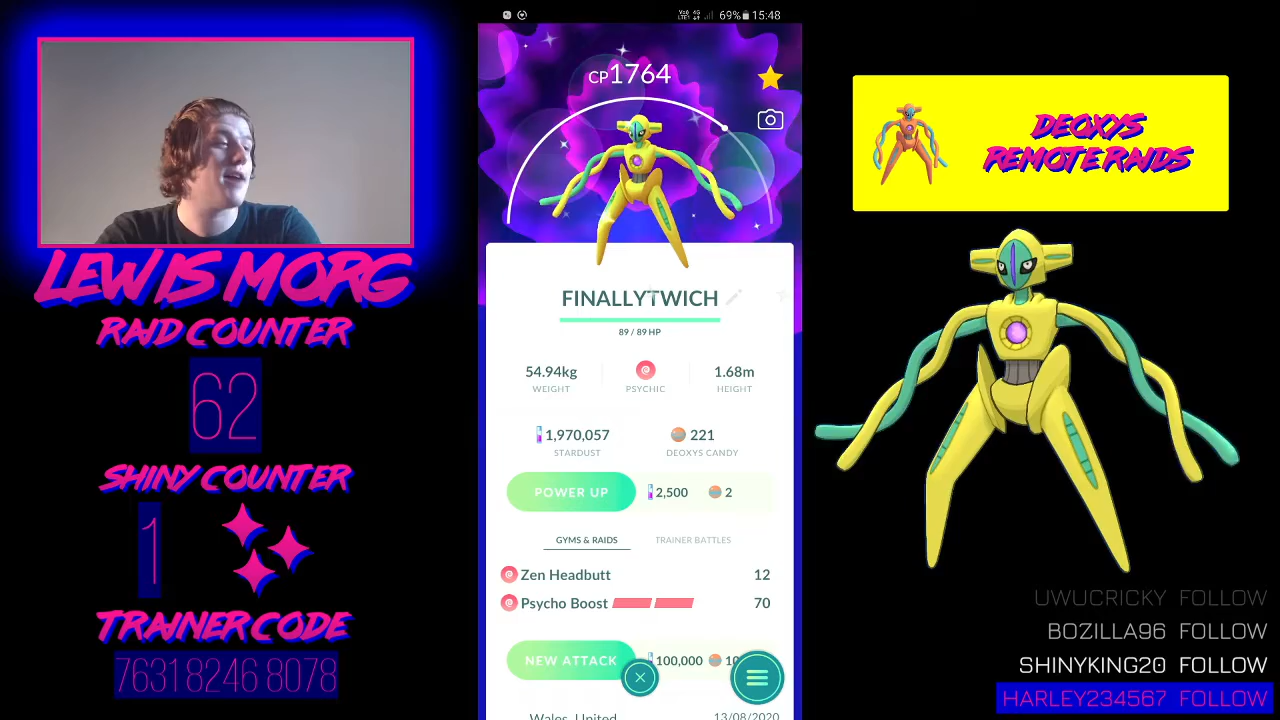 LEWIS MORG
RAID COUNTER
62
SHINY COUNTER
1
TRAINER CODE
7631 8246 8078
69% 15:48
CP1764
FINALLYTWICH
89 / 89 HP
54.94kg
WEIGHT
PSYCHIC
1.68m
HEIGHT
1,970,057
STARDUST
221
DEOXYS CANDY
POWER UP 2,500 2
GYMS & RAIDS TRAINER BATTLES
Zen Headbutt 12
Psycho Boost 70
NEW ATTACK 100,000 10
Wales, United 13/08/2020
DEOXYS
REMOTE RAIDS
UWUCRICKY FOLLOW
BOZILLA96 FOLLOW
SHINYKING20 FOLLOW
HARLEY234567 FOLLOW